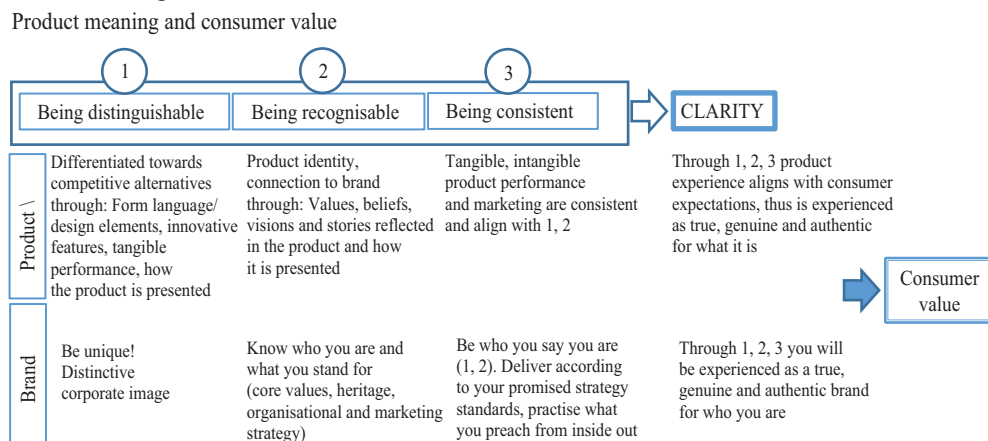 Product meaning and consumer value
1
2
3
Being distinguishable
Being recognisable
Being consistent
CLARITY
Product \
Differentiated towards
competitive alternatives
through: Form language/
design elements, innovative
features, tangible
performance, how
the product is presented
Product identity,
connection to brand
through: Values, beliefs,
visions and stories reflected
in the product and how
it is presented
Tangible, intangible
product performance
and marketing are consistent
and align with 1, 2
Through 1, 2, 3 product
experience aligns with consumer
expectations, thus is experienced
as true, genuine and authentic
for what it is
Consumer
value
Brand
Be unique!
Distinctive
corporate image
Know who you are and
what you stand for
(core values, heritage,
organisational and marketing
strategy)
Be who you say you are
(1, 2). Deliver according
to your promised strategy
standards, practise what
you preach from inside out
Through 1, 2, 3 you will
be experienced as a true,
genuine and authentic brand
for who you are